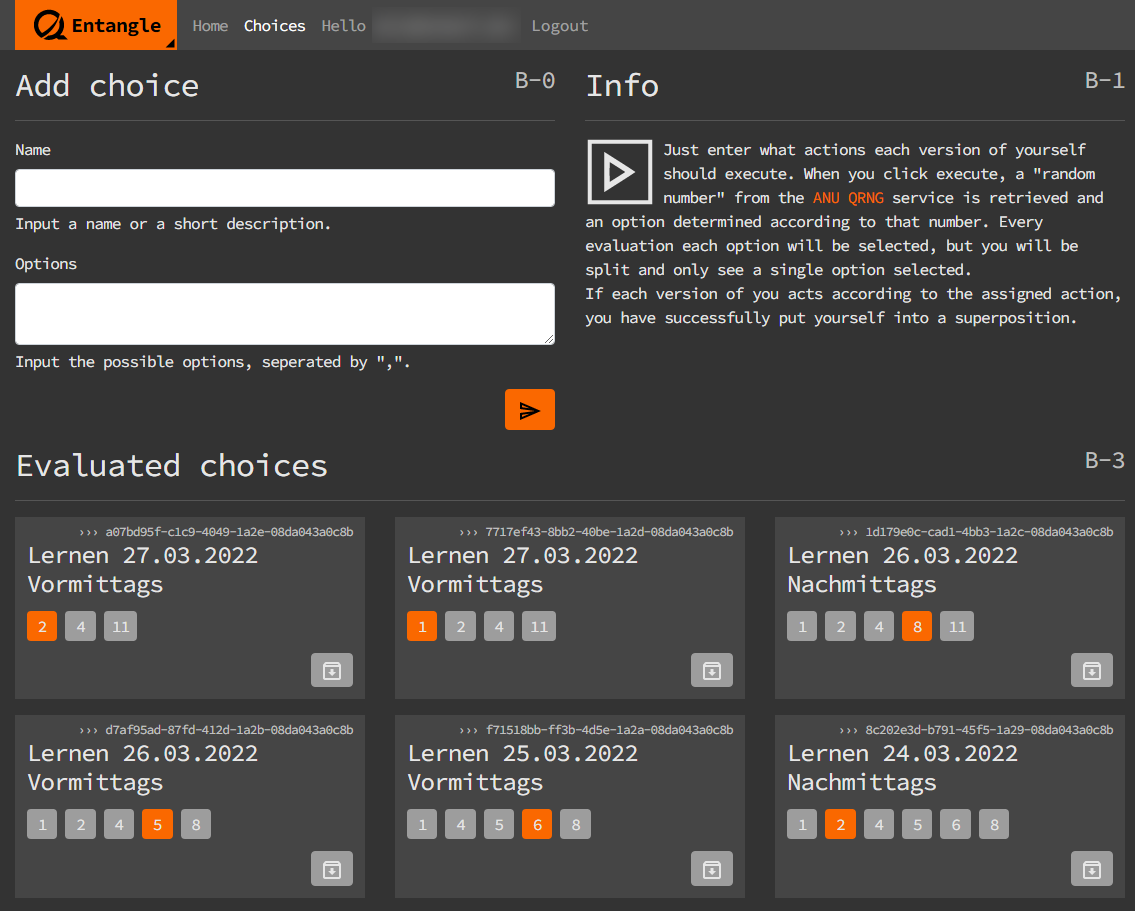 Entangle Home Choices Hello Logout
Add choice B-0
Name
Input a name or a short description.
Options
Input the possible options, seperated by ",".
Info B-1
Just enter what actions each version of yourself
should execute. When you click execute, a "random
number" from the ANU QRNG service is retrieved and
an option determined according to that number. Every
evaluation each option will be selected, but you will be
split and only see a single option selected.
If each version of you acts according to the assigned action,
you have successfully put yourself into a superposition.
Evaluated choices B-3
››› a07bd95f-c1c9-4049-1a2e-08da043a0c8b
Lernen 27.03.2022
Vormittags
2 4 11
››› 7717ef43-8bb2-40be-1a2d-08da043a0c8b
Lernen 27.03.2022
Vormittags
1 2 4 11
››› 1d179e0c-cad1-4bb3-1a2c-08da043a0c8b
Lernen 26.03.2022
Nachmittags
1 2 4 8 11
››› d7af95ad-87fd-412d-1a2b-08da043a0c8b
Lernen 26.03.2022
Vormittags
1 2 4 5 8
››› f71518bb-ff3b-4d5e-1a2a-08da043a0c8b
Lernen 25.03.2022
Vormittags
1 4 5 6 8
››› 8c202e3d-b791-45f5-1a29-08da043a0c8b
Lernen 24.03.2022
Nachmittags
1 2 4 5 6 8